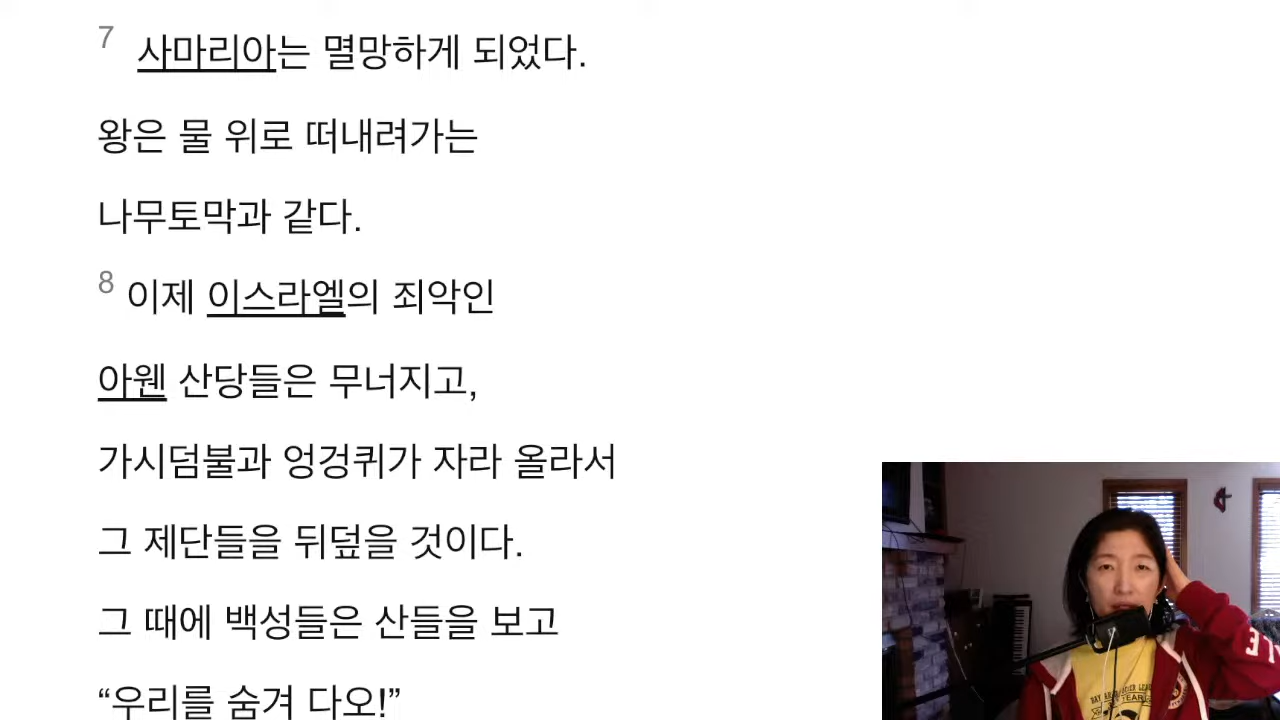 7 사마리아는 멸망하게 되었다.
왕은 물 위로 떠내려가는
나무토막과 같다.
8 이제 이스라엘의 죄악인
아웬 산당들은 무너지고,
가시덤불과 엉겅퀴가 자라 올라서
그 제단들을 뒤덮을 것이다.
그 때에 백성들은 산들을 보고
“우리를 숨겨 다오!”